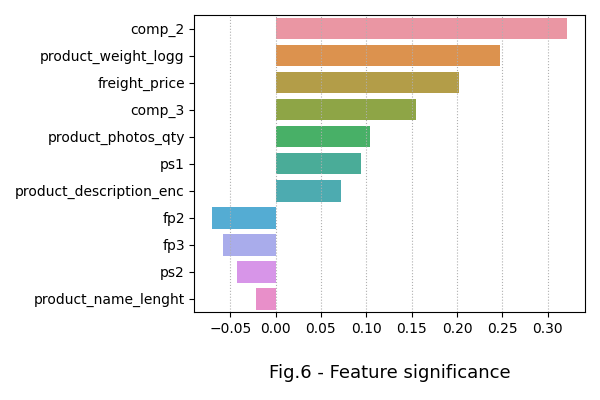 comp_2
product_weight_logg
freight_price
comp_3
product_photos_qty
ps1
product_description_enc
fp2
fp3
ps2
product_name_lenght
−0.05 0.00 0.05 0.10 0.15 0.20 0.25 0.30
Fig.6 - Feature significance